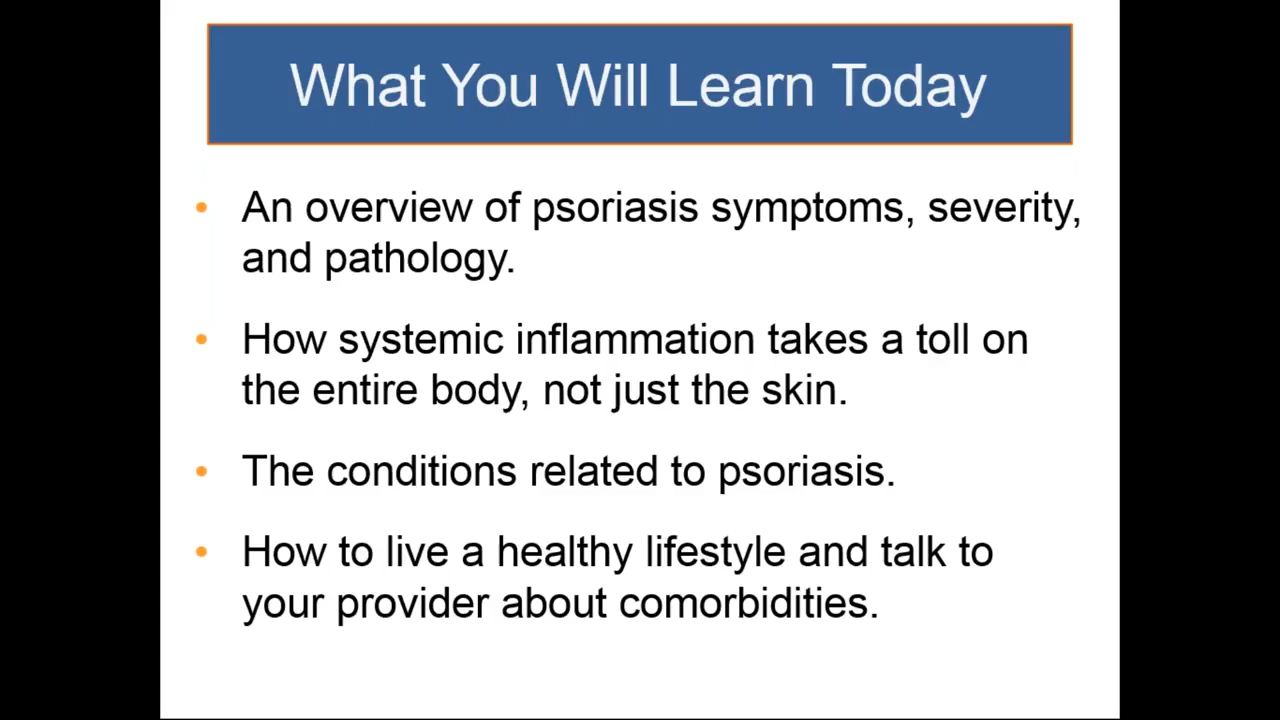 What You Will Learn Today
• An overview of psoriasis symptoms, severity,
and pathology.
• How systemic inflammation takes a toll on
the entire body, not just the skin.
• The conditions related to psoriasis.
• How to live a healthy lifestyle and talk to
your provider about comorbidities.